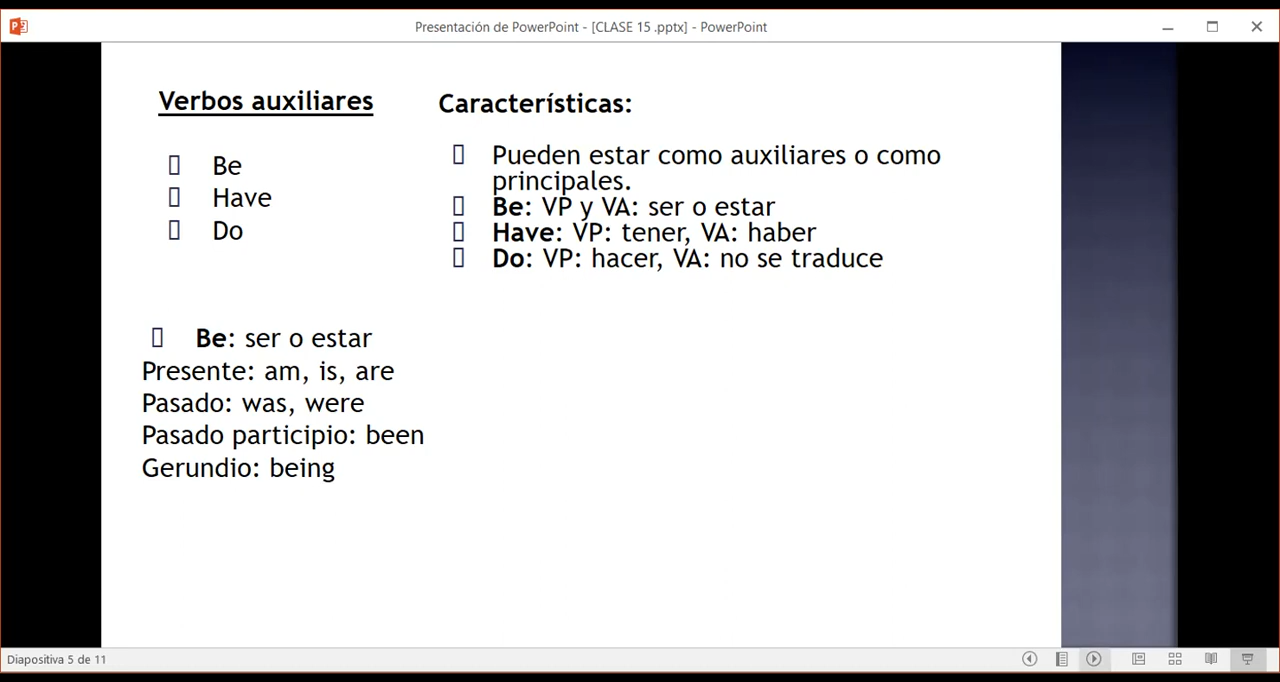 Presentación de PowerPoint - [CLASE 15 .pptx] - PowerPoint
Verbos auxiliares
Be
Have
Do
Características:
Pueden estar como auxiliares o como
principales.
Be: VP y VA: ser o estar
Have: VP: tener, VA: haber
Do: VP: hacer, VA: no se traduce
Be: ser o estar
Presente: am, is, are
Pasado: was, were
Pasado participio: been
Gerundio: being
Diapositiva 5 de 11